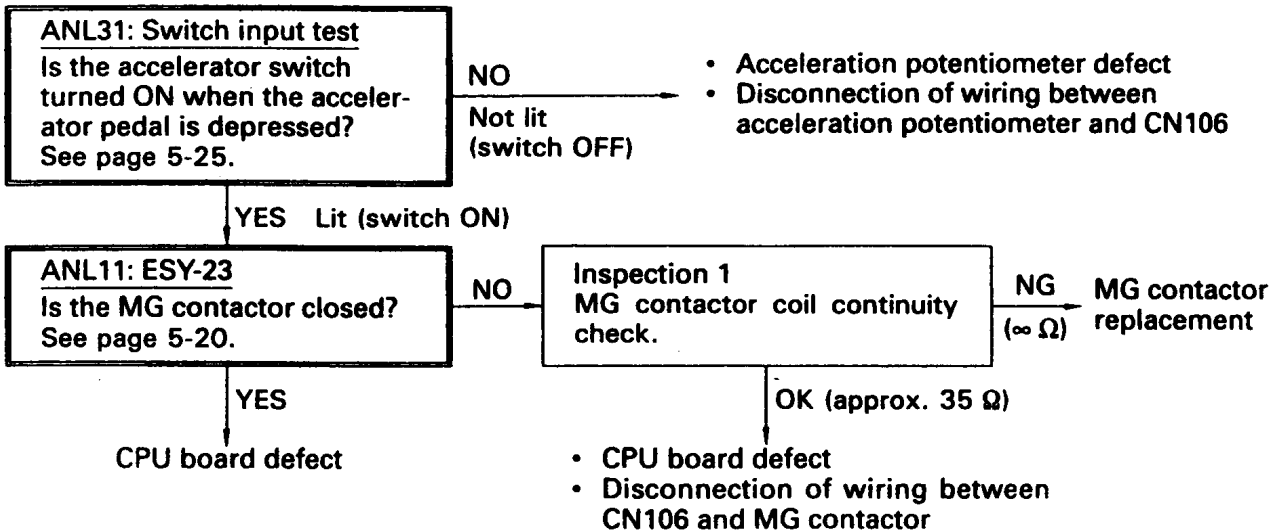 ANL31: Switch input test
Is the accelerator switch
turned ON when the acceler-
ator pedal is depressed?
See page 5-25.
NO
Not lit
(switch OFF)
• Acceleration potentiometer defect
• Disconnection of wiring between
acceleration potentiometer and CN106
YES Lit (switch ON)
ANL11: ESY-23
Is the MG contactor closed?
See page 5-20.
NO
Inspection 1
MG contactor coil continuity
check.
NG
(∞ Ω)
MG contactor
replacement
YES
CPU board defect
OK (approx. 35 Ω)
• CPU board defect
• Disconnection of wiring between
CN106 and MG contactor